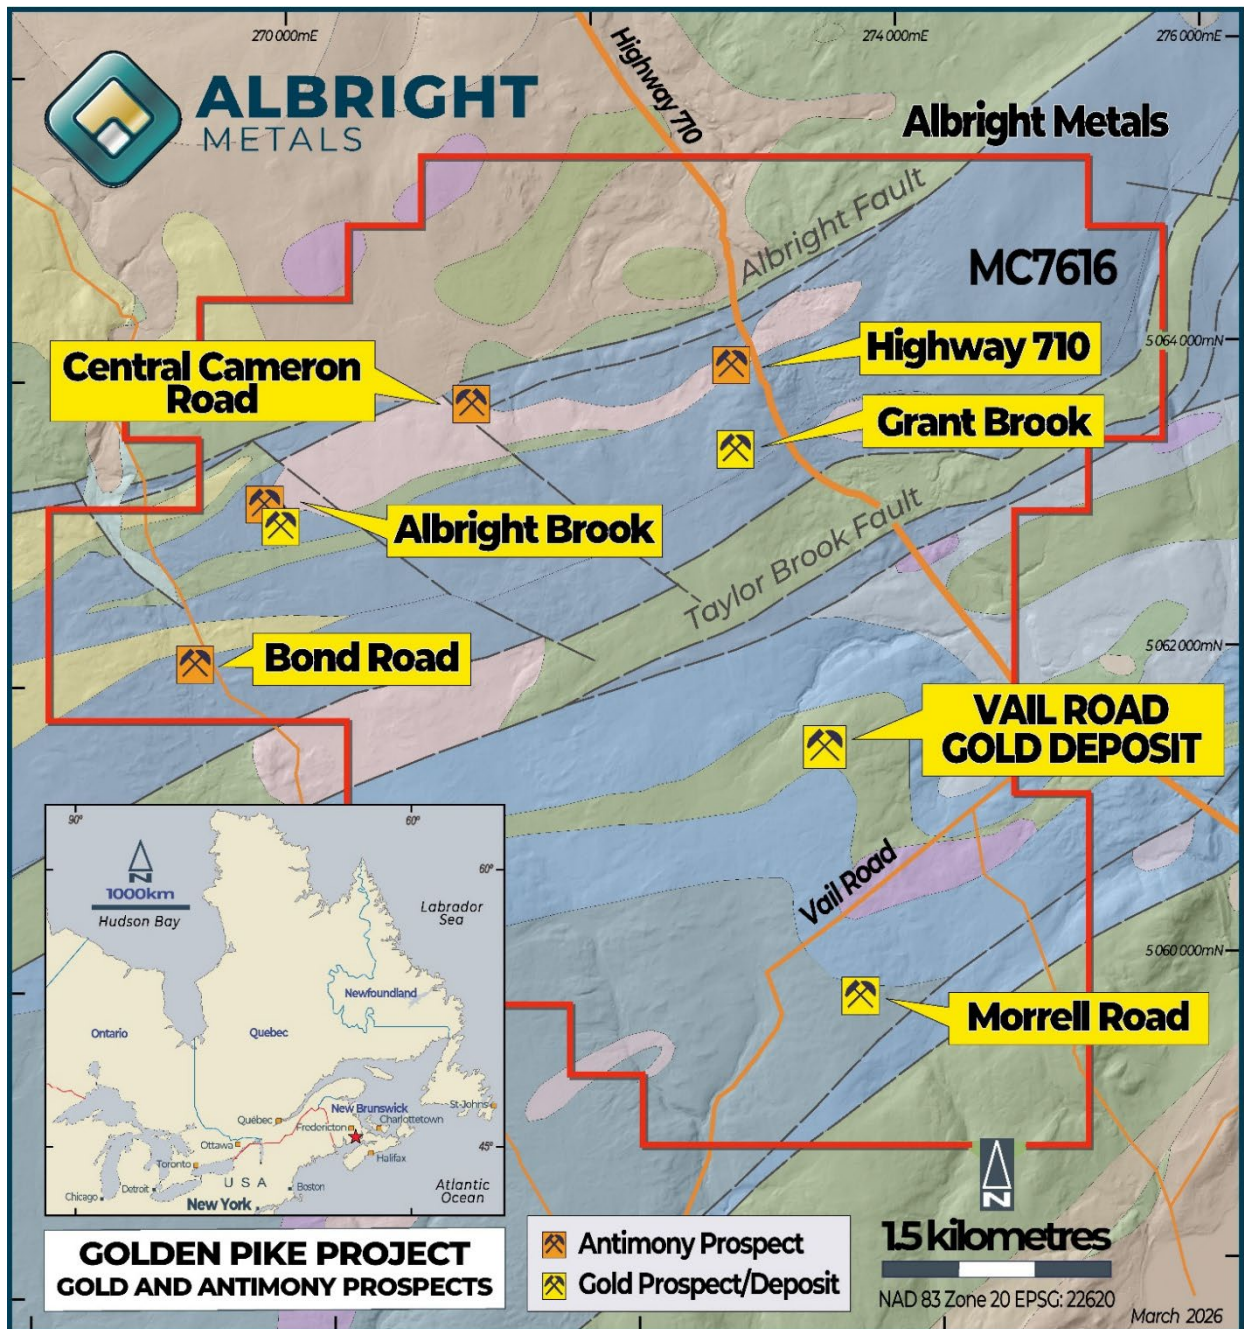 270 000mE
274 000mE
276 000mE
ALBRIGHT
METALS
Highway 710
Albright Metals
Albright Fault
MC7616
5 064 000mN
Central Cameron
Road
Highway 710
Grant Brook
Albright Brook
Taylor Brook Fault
Bond Road
5 062 000mN
VAIL ROAD
GOLD DEPOSIT
Vail Road
5 060 000mN
Morrell Road
90°
60°
N
1000km
Hudson Bay
60°
Labrador
Sea
Newfoundland
Ontario
Quebec
New Brunswick
St-Johns
Québec
Fredericton
Charlottetown
Ottawa
45°
Halifax
Toronto
U S A
Atlantic
Ocean
Chicago
Detroit
Boston
New York
GOLDEN PIKE PROJECT
GOLD AND ANTIMONY PROSPECTS
Antimony Prospect
Gold Prospect/Deposit
N
1.5 kilometres
NAD 83 Zone 20 EPSG: 22620
March 2026